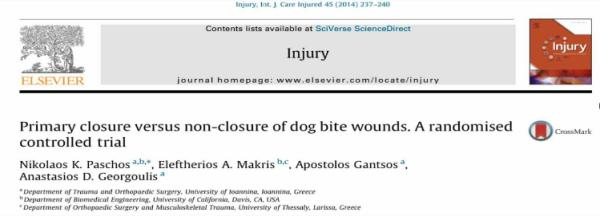 Injury, Int. J. Care Injured 45 (2014) 237–240
Contents lists available at SciVerse ScienceDirect
Injury
journal homepage: www.elsevier.com/locate/injury
ELSEVIER
Injury
Primary closure versus non-closure of dog bite wounds. A randomised
controlled trial
CrossMark
Nikolaos K. Paschos a,b,*, Eleftherios A. Makris b,c, Apostolos Gantsos a,
Anastasios D. Georgoulis a
a Department of Trauma and Orthopaedic Surgery, University of Ioannina, Ioannina, Greece
b Department of Biomedical Engineering, University of California, Davis, CA, USA
c Department of Orthopaedic Surgery and Musculoskeletal Trauma, University of Thessaly, Larissa, Greece